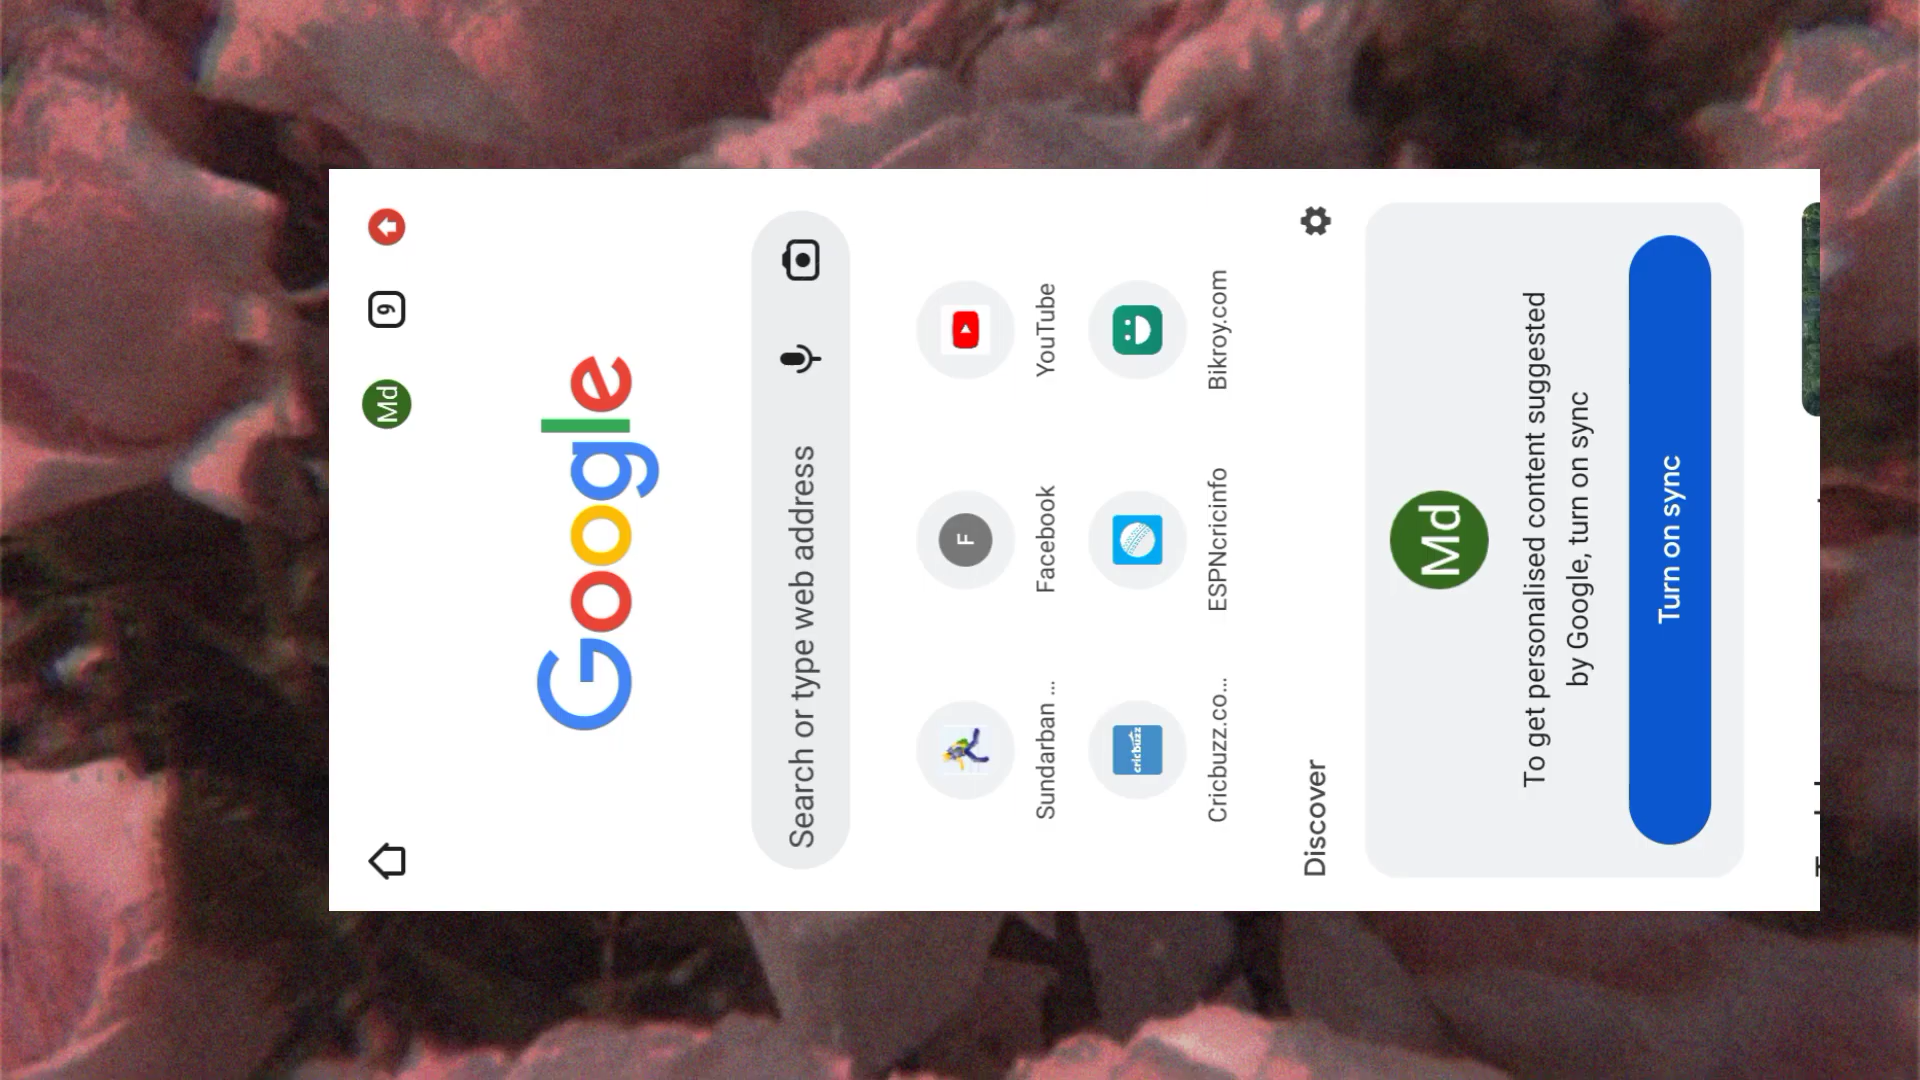 Md
9
Google
Search or type web address
F
YouTube
Facebook
Sundarban ...
cricbuzz
Bikroy.com
ESPNcricinfo
Cricbuzz.co...
Discover
Md
To get personalised content suggested
by Google, turn on sync
Turn on sync